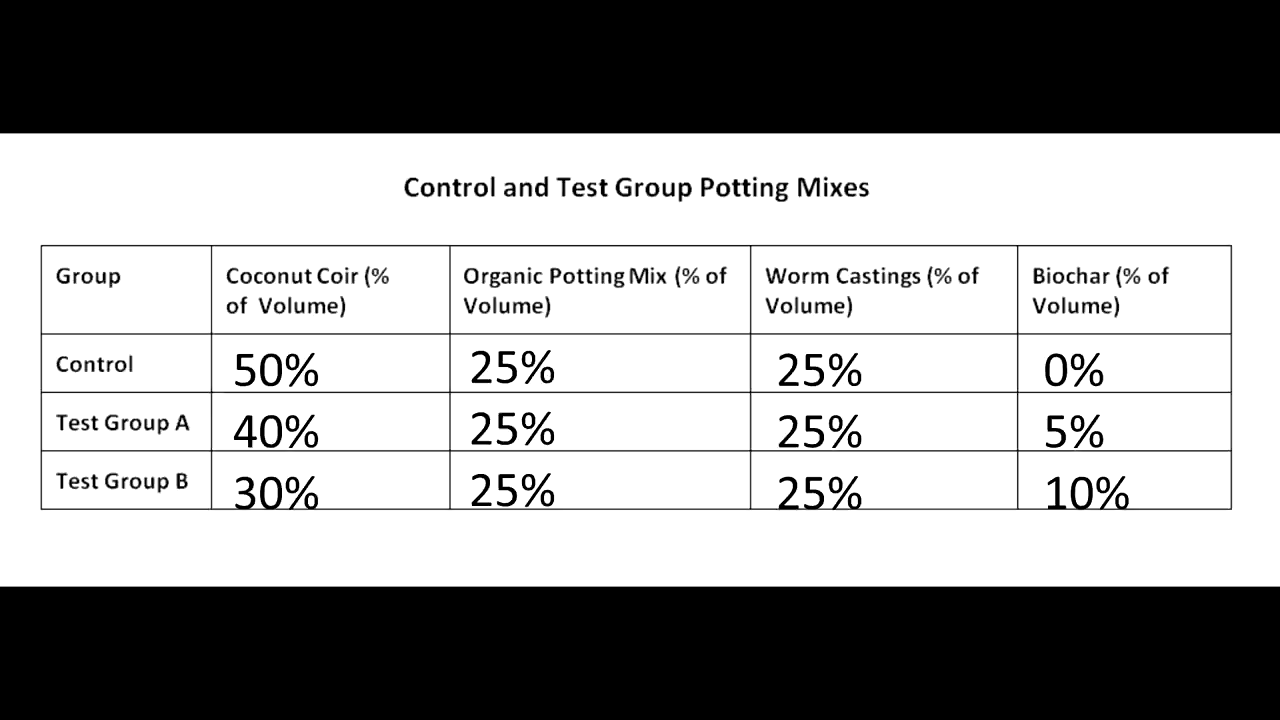 Control and Test Group Potting Mixes
Group
Coconut Coir (%
of Volume)
Organic Potting Mix (% of
Volume)
Worm Castings (% of
Volume)
Biochar (% of
Volume)
Control
50%
25%
25%
0%
Test Group A
40%
25%
25%
5%
Test Group B
30%
25%
25%
10%